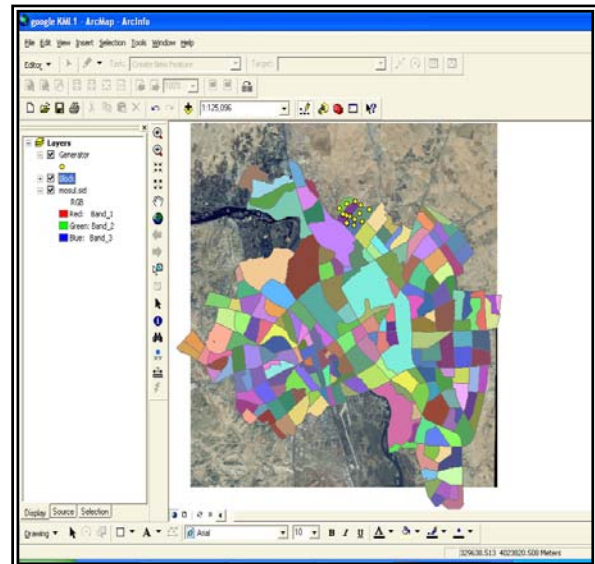 google KML1 - ArcMap - ArcInfo
File Edit View Insert Selection Tools Window Help
Editor Task: Create New Feature Target:
100%
1:125,096
Layers
Generator
Block
mosul.sid
RGB
Red: Band_1
Green: Band_2
Blue: Band_3
Display Source Selection
Drawing A Arial 10 B I U A
329638.513 4023820.508 Meters